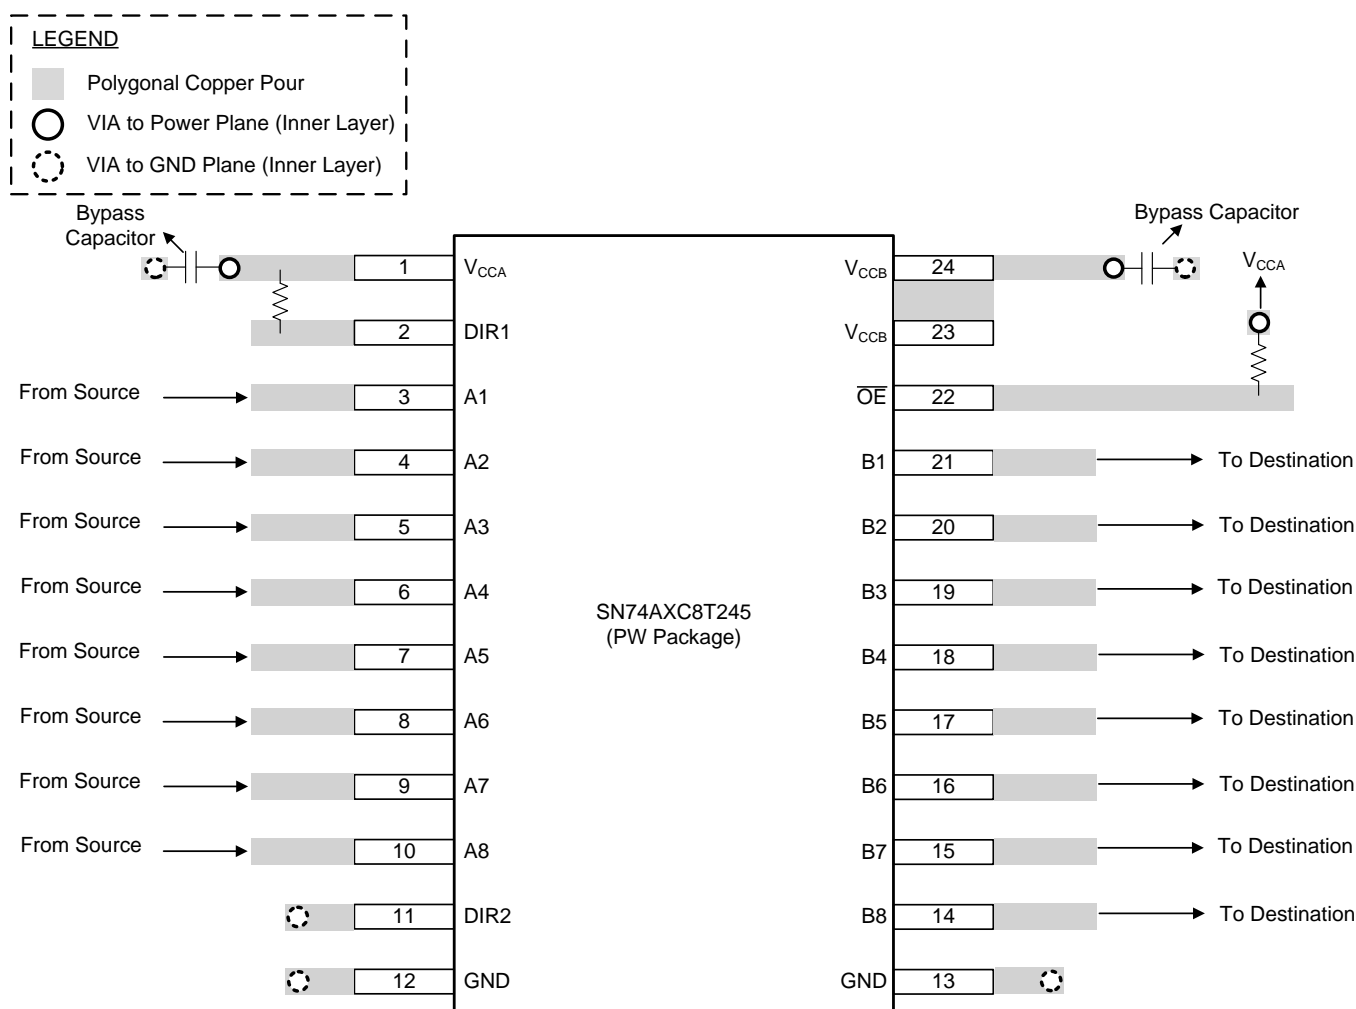 LEGEND
Polygonal Copper Pour
VIA to Power Plane (Inner Layer)
VIA to GND Plane (Inner Layer)
Bypass
Capacitor
Bypass Capacitor
1 VCCA
VCCB 24
VCCA
2 DIR1
VCCB 23
From Source 3 A1
OE 22
From Source 4 A2
B1 21 To Destination
From Source 5 A3
B2 20 To Destination
From Source 6 A4
B3 19 To Destination
SN74AXC8T245
(PW Package)
From Source 7 A5
B4 18 To Destination
From Source 8 A6
B5 17 To Destination
From Source 9 A7
B6 16 To Destination
From Source 10 A8
B7 15 To Destination
11 DIR2
B8 14 To Destination
12 GND
GND 13